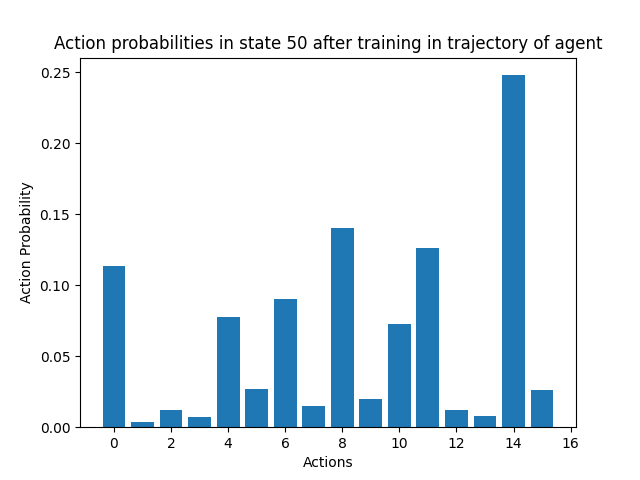 Action probabilities in state 50 after training in trajectory of agent
0.25
0.20
0.15
0.10
0.05
0.00
Action Probability
0 2 4 6 8 10 12 14 16
Actions